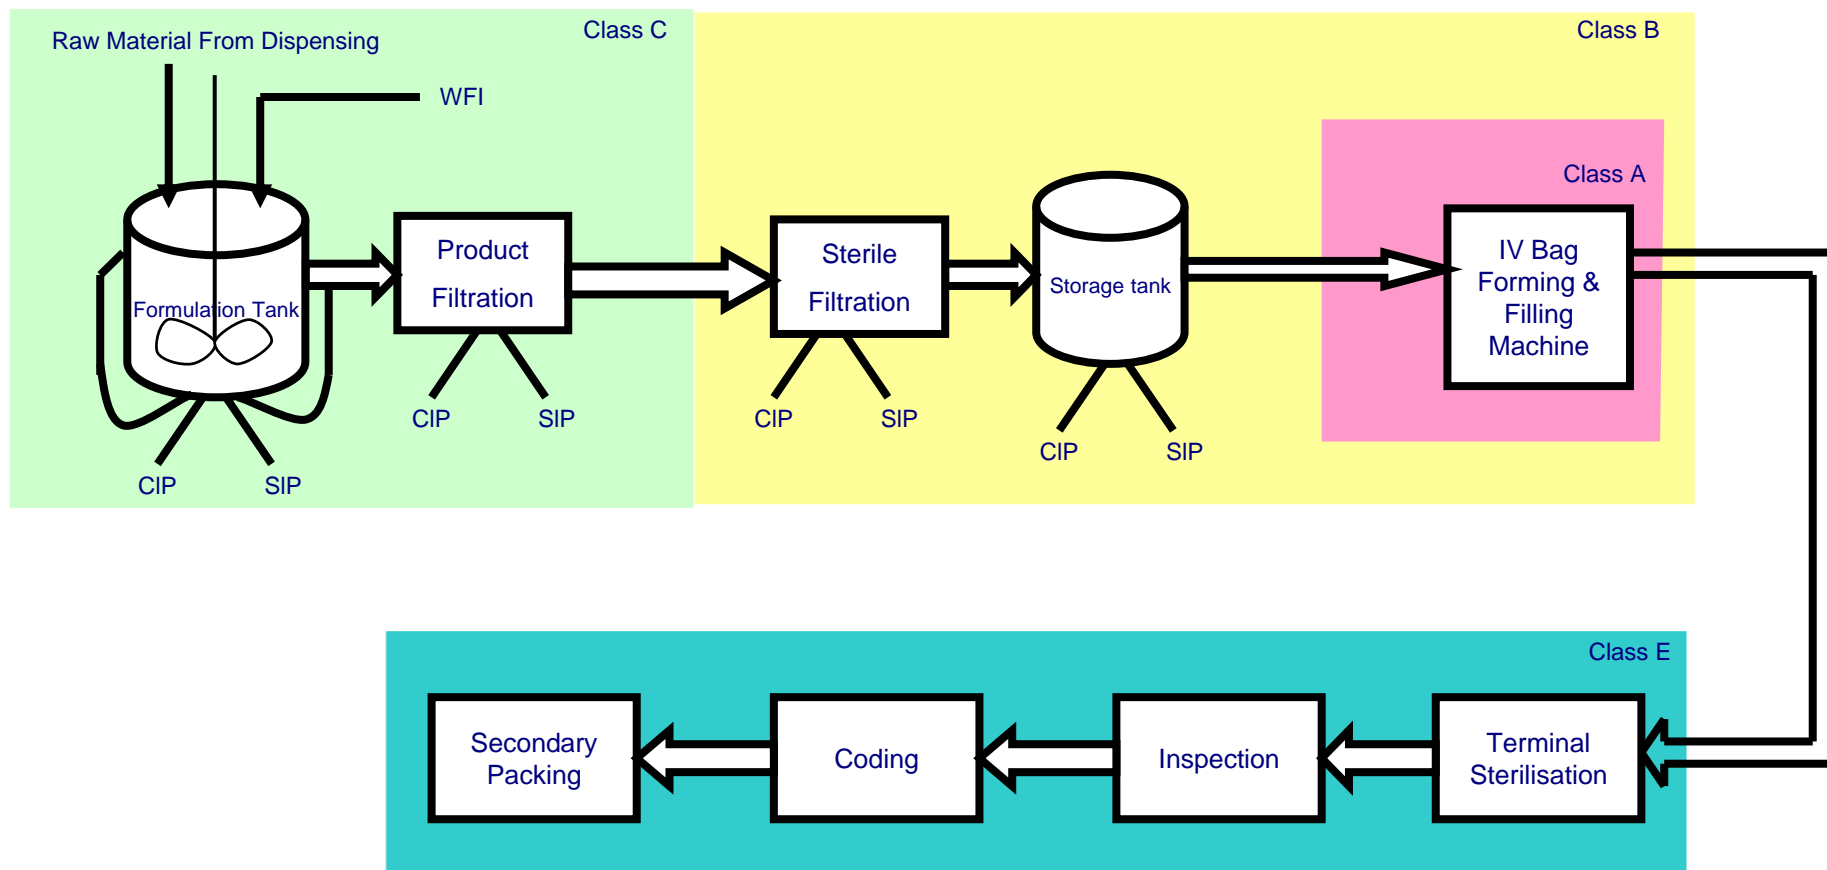 Raw Material From Dispensing
Class C
WFI
Formulation Tank
Product
Filtration
CIP
SIP
CIP
SIP
Class B
Sterile
Filtration
CIP
SIP
Storage tank
CIP
SIP
Class A
IV Bag
Forming &
Filling
Machine
Class E
Secondary
Packing
Coding
Inspection
Terminal
Sterilisation